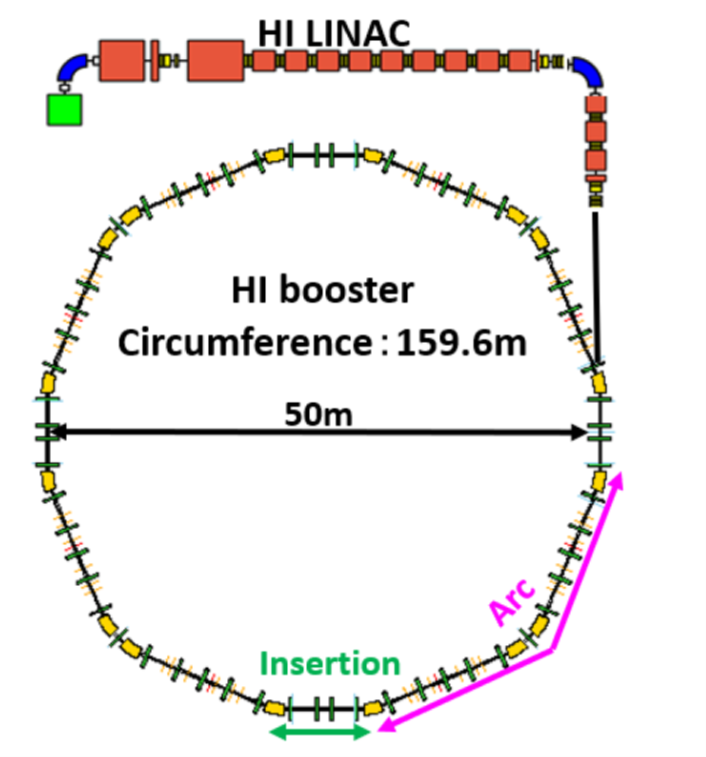 HI LINAC
HI booster
Circumference : 159.6m
50m
Arc
Insertion